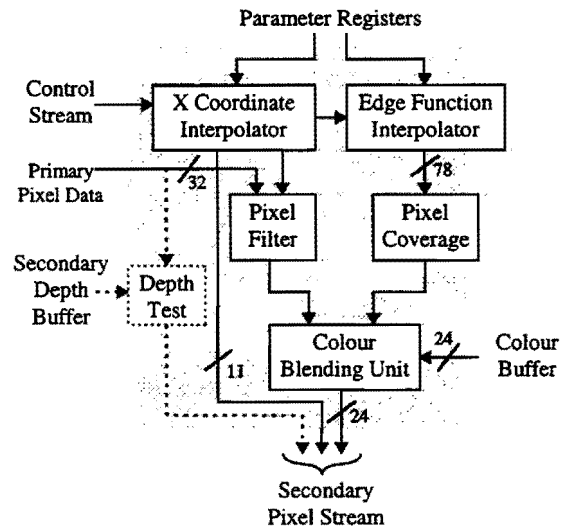 Parameter Registers
Control
Stream
X Coordinate
Interpolator
Edge Function
Interpolator
Primary
Pixel Data
32
78
Pixel
Filter
Pixel
Coverage
Secondary
Depth
Buffer
Depth
Test
Colour
Blending Unit
24
Colour
Buffer
11
24
Secondary
Pixel Stream